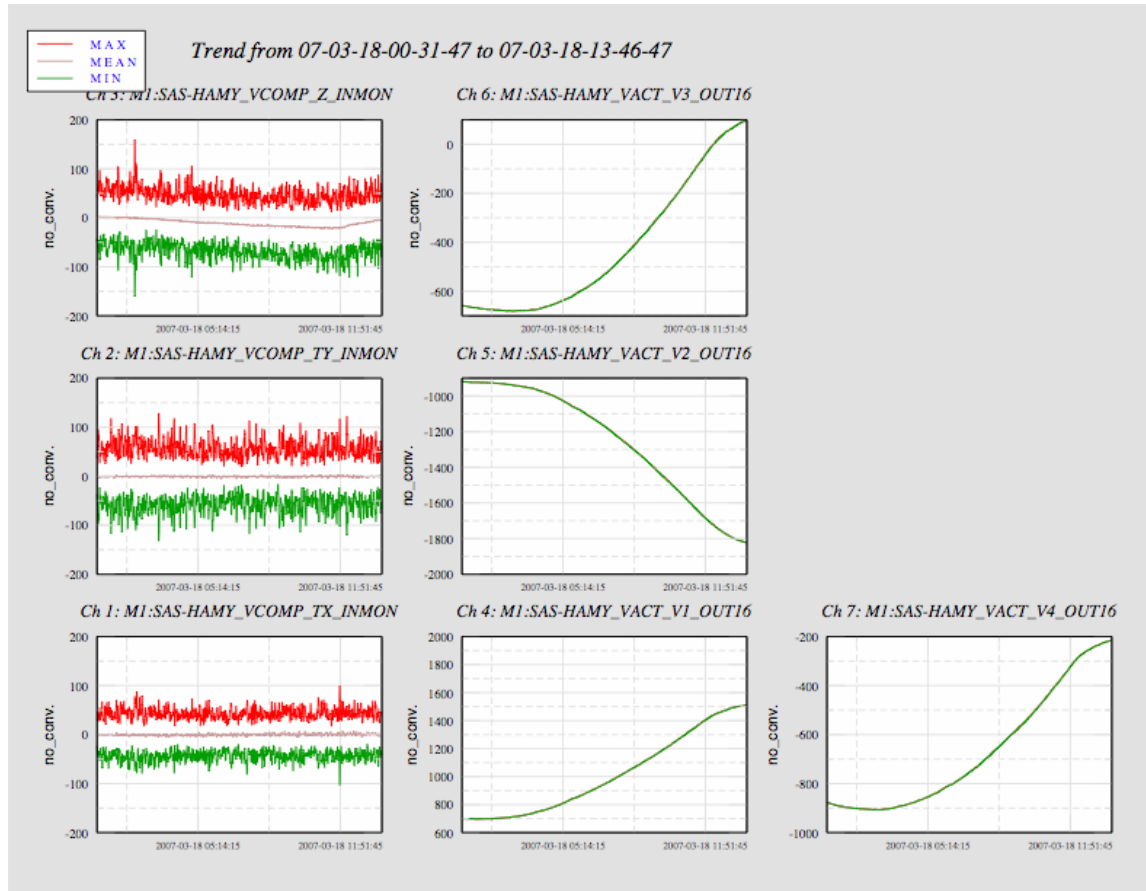 MAX
MEAN
MIN
Trend from 07-03-18-00-31-47 to 07-03-18-13-46-47
Ch 3: M1:SAS-HAMY_VCOMP_Z_INMON
200
100
0
-100
-200
no_conv.
2007-03-18 05:14:15
2007-03-18 11:51:45
Ch 6: M1:SAS-HAMY_VACT_V3_OUT16
0
-200
-400
-600
no_conv.
2007-03-18 05:14:15
2007-03-18 11:51:45
Ch 2: M1:SAS-HAMY_VCOMP_TY_INMON
200
100
0
-100
-200
no_conv.
2007-03-18 05:14:15
2007-03-18 11:51:45
Ch 5: M1:SAS-HAMY_VACT_V2_OUT16
-1000
-1200
-1400
-1600
-1800
-2000
no_conv.
2007-03-18 05:14:15
2007-03-18 11:51:45
Ch 1: M1:SAS-HAMY_VCOMP_TX_INMON
200
100
0
-100
-200
no_conv.
2007-03-18 05:14:15
2007-03-18 11:51:45
Ch 4: M1:SAS-HAMY_VACT_V1_OUT16
2000
1800
1600
1400
1200
1000
800
600
no_conv.
2007-03-18 05:14:15
2007-03-18 11:51:45
Ch 7: M1:SAS-HAMY_VACT_V4_OUT16
-200
-400
-600
-800
-1000
no_conv.
2007-03-18 05:14:15
2007-03-18 11:51:45